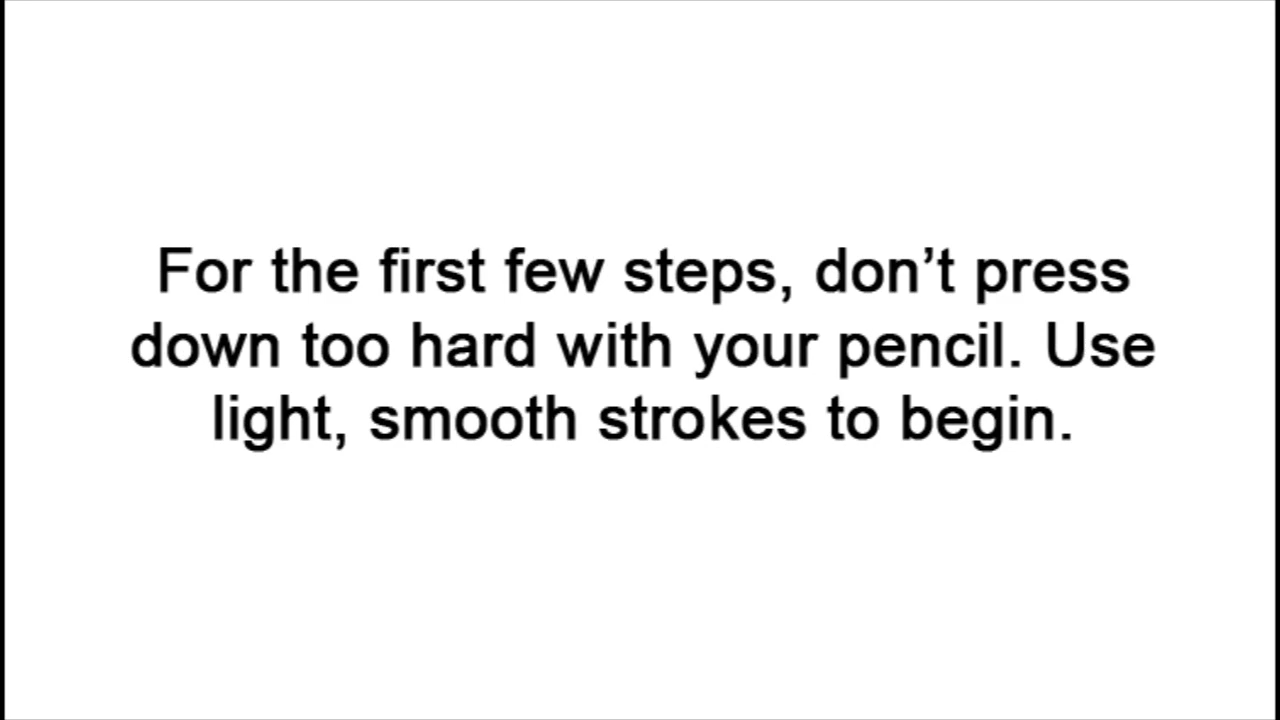 For the first few steps, don’t press
down too hard with your pencil. Use
light, smooth strokes to begin.